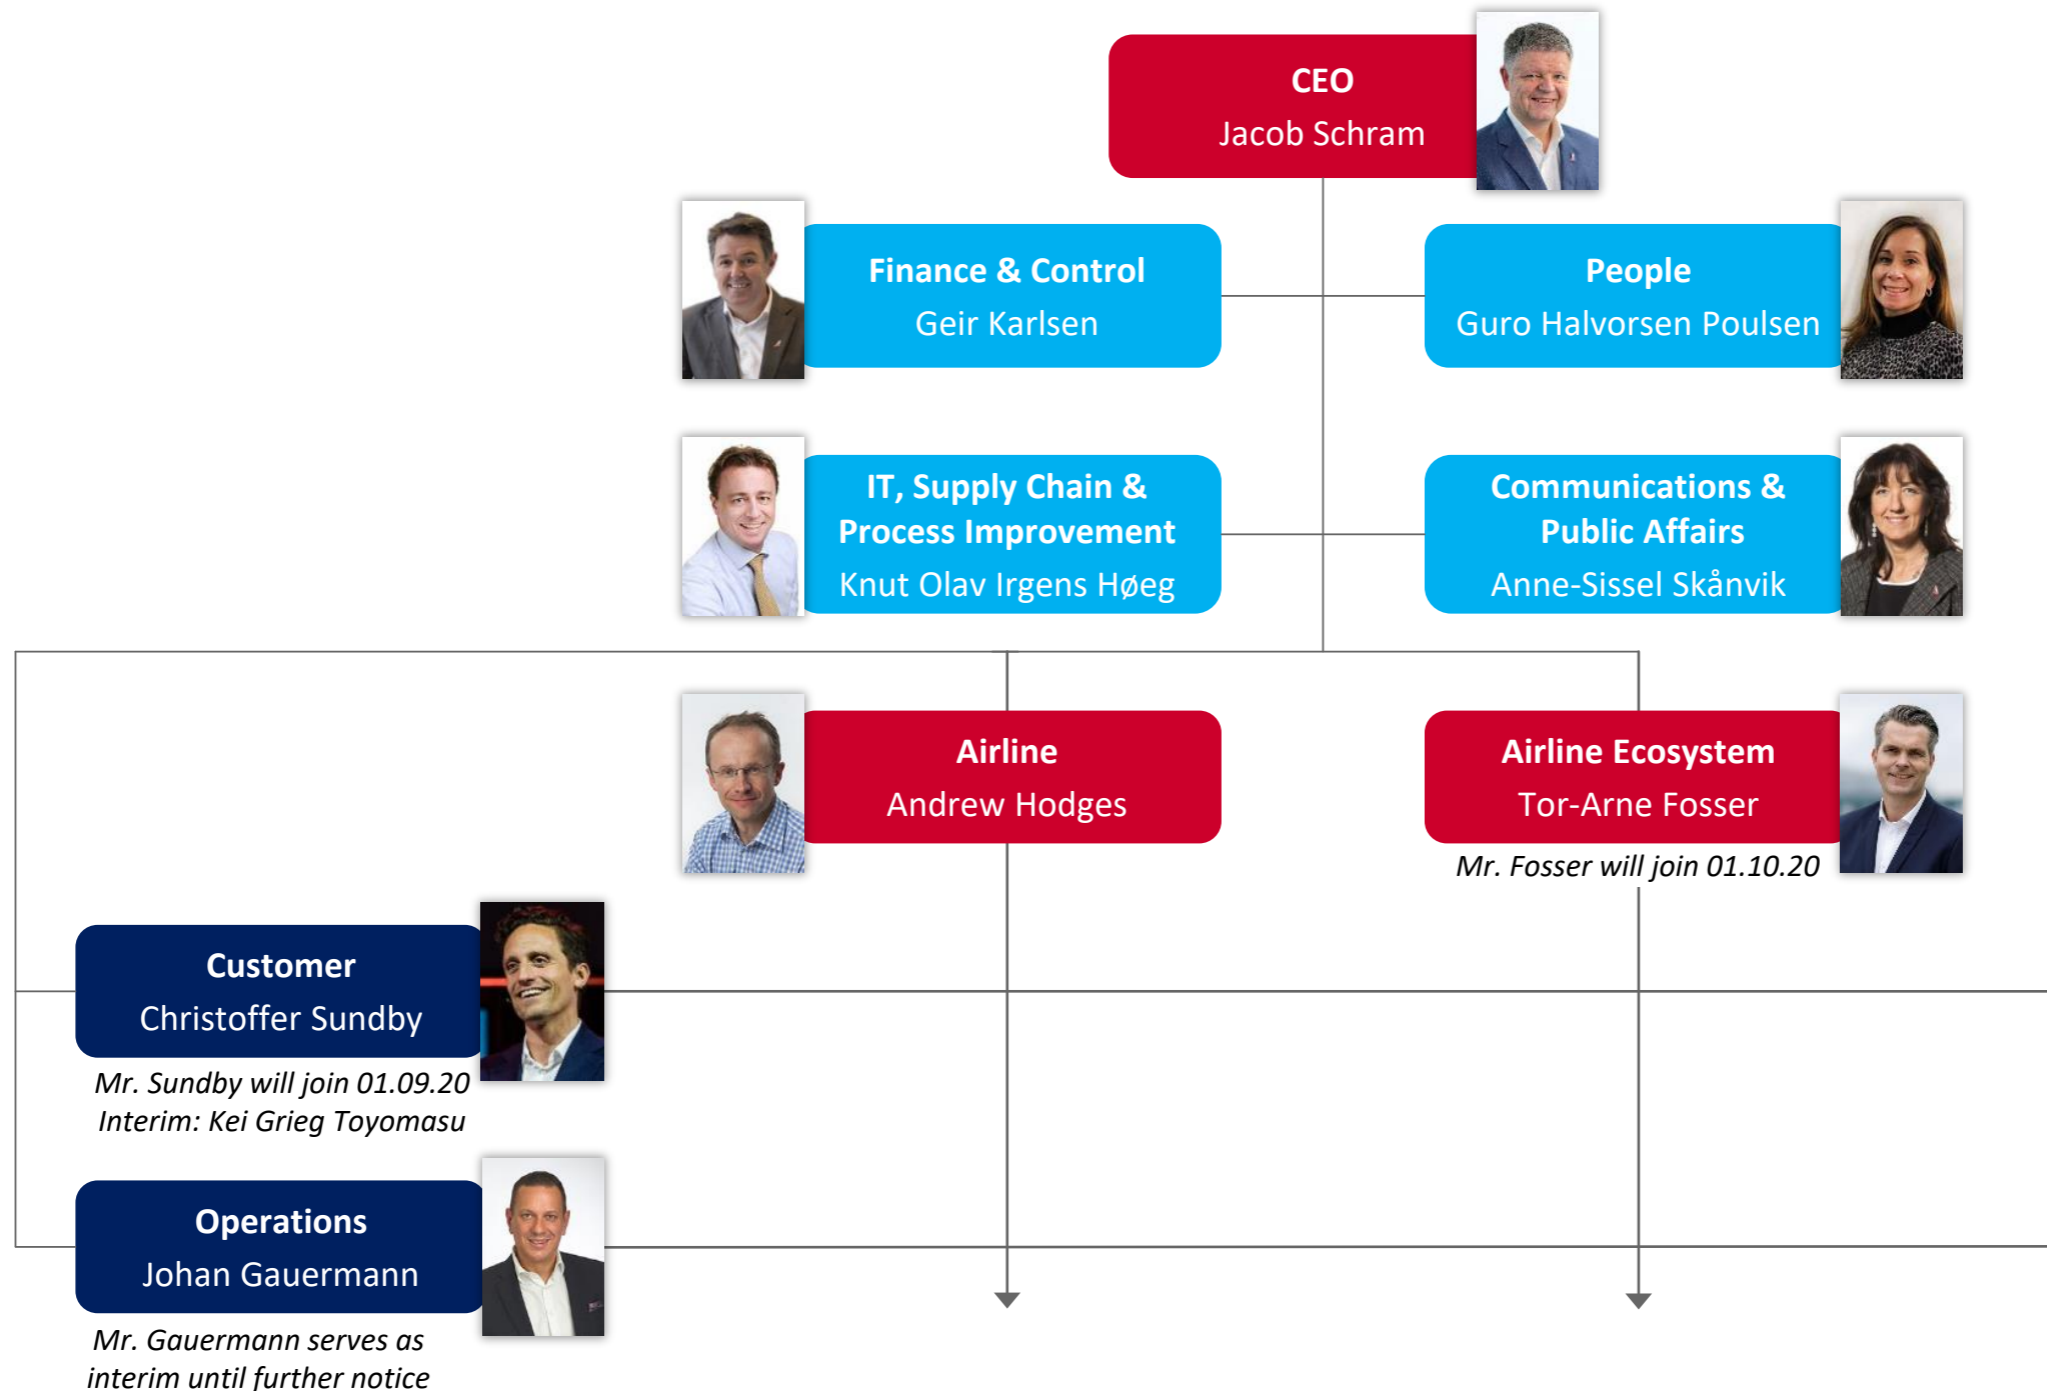 CEO
Jacob Schram
Finance & Control
Geir Karlsen
People
Guro Halvorsen Poulsen
IT, Supply Chain &
Process Improvement
Knut Olav Irgens Høeg
Communications &
Public Affairs
Anne-Sissel Skånvik
Airline
Andrew Hodges
Airline Ecosystem
Tor-Arne Fosser
Mr. Fosser will join 01.10.20
Customer
Christoffer Sundby
Mr. Sundby will join 01.09.20
Interim: Kei Grieg Toyomasu
Operations
Johan Gauermann
Mr. Gauermann serves as
interim until further notice